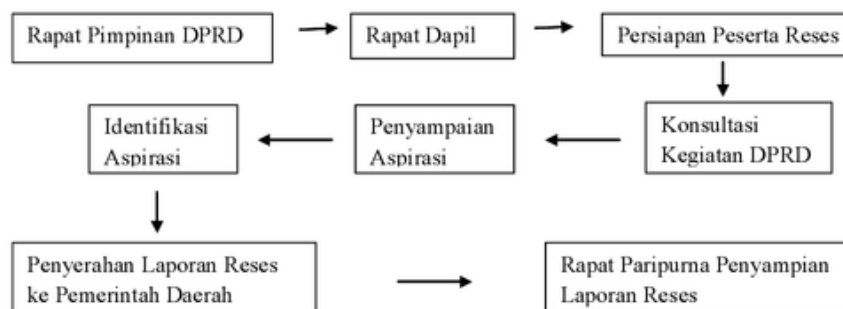 Rapat Pimpinan DPRD
Rapat Dapil
Persiapan Peserta Reses
Konsultasi
Kegiatan DPRD
Penyampaian
Aspirasi
Identifikasi
Aspirasi
Penyerahan Laporan Reses
ke Pemerintah Daerah
Rapat Paripurna Penyampian
Laporan Reses